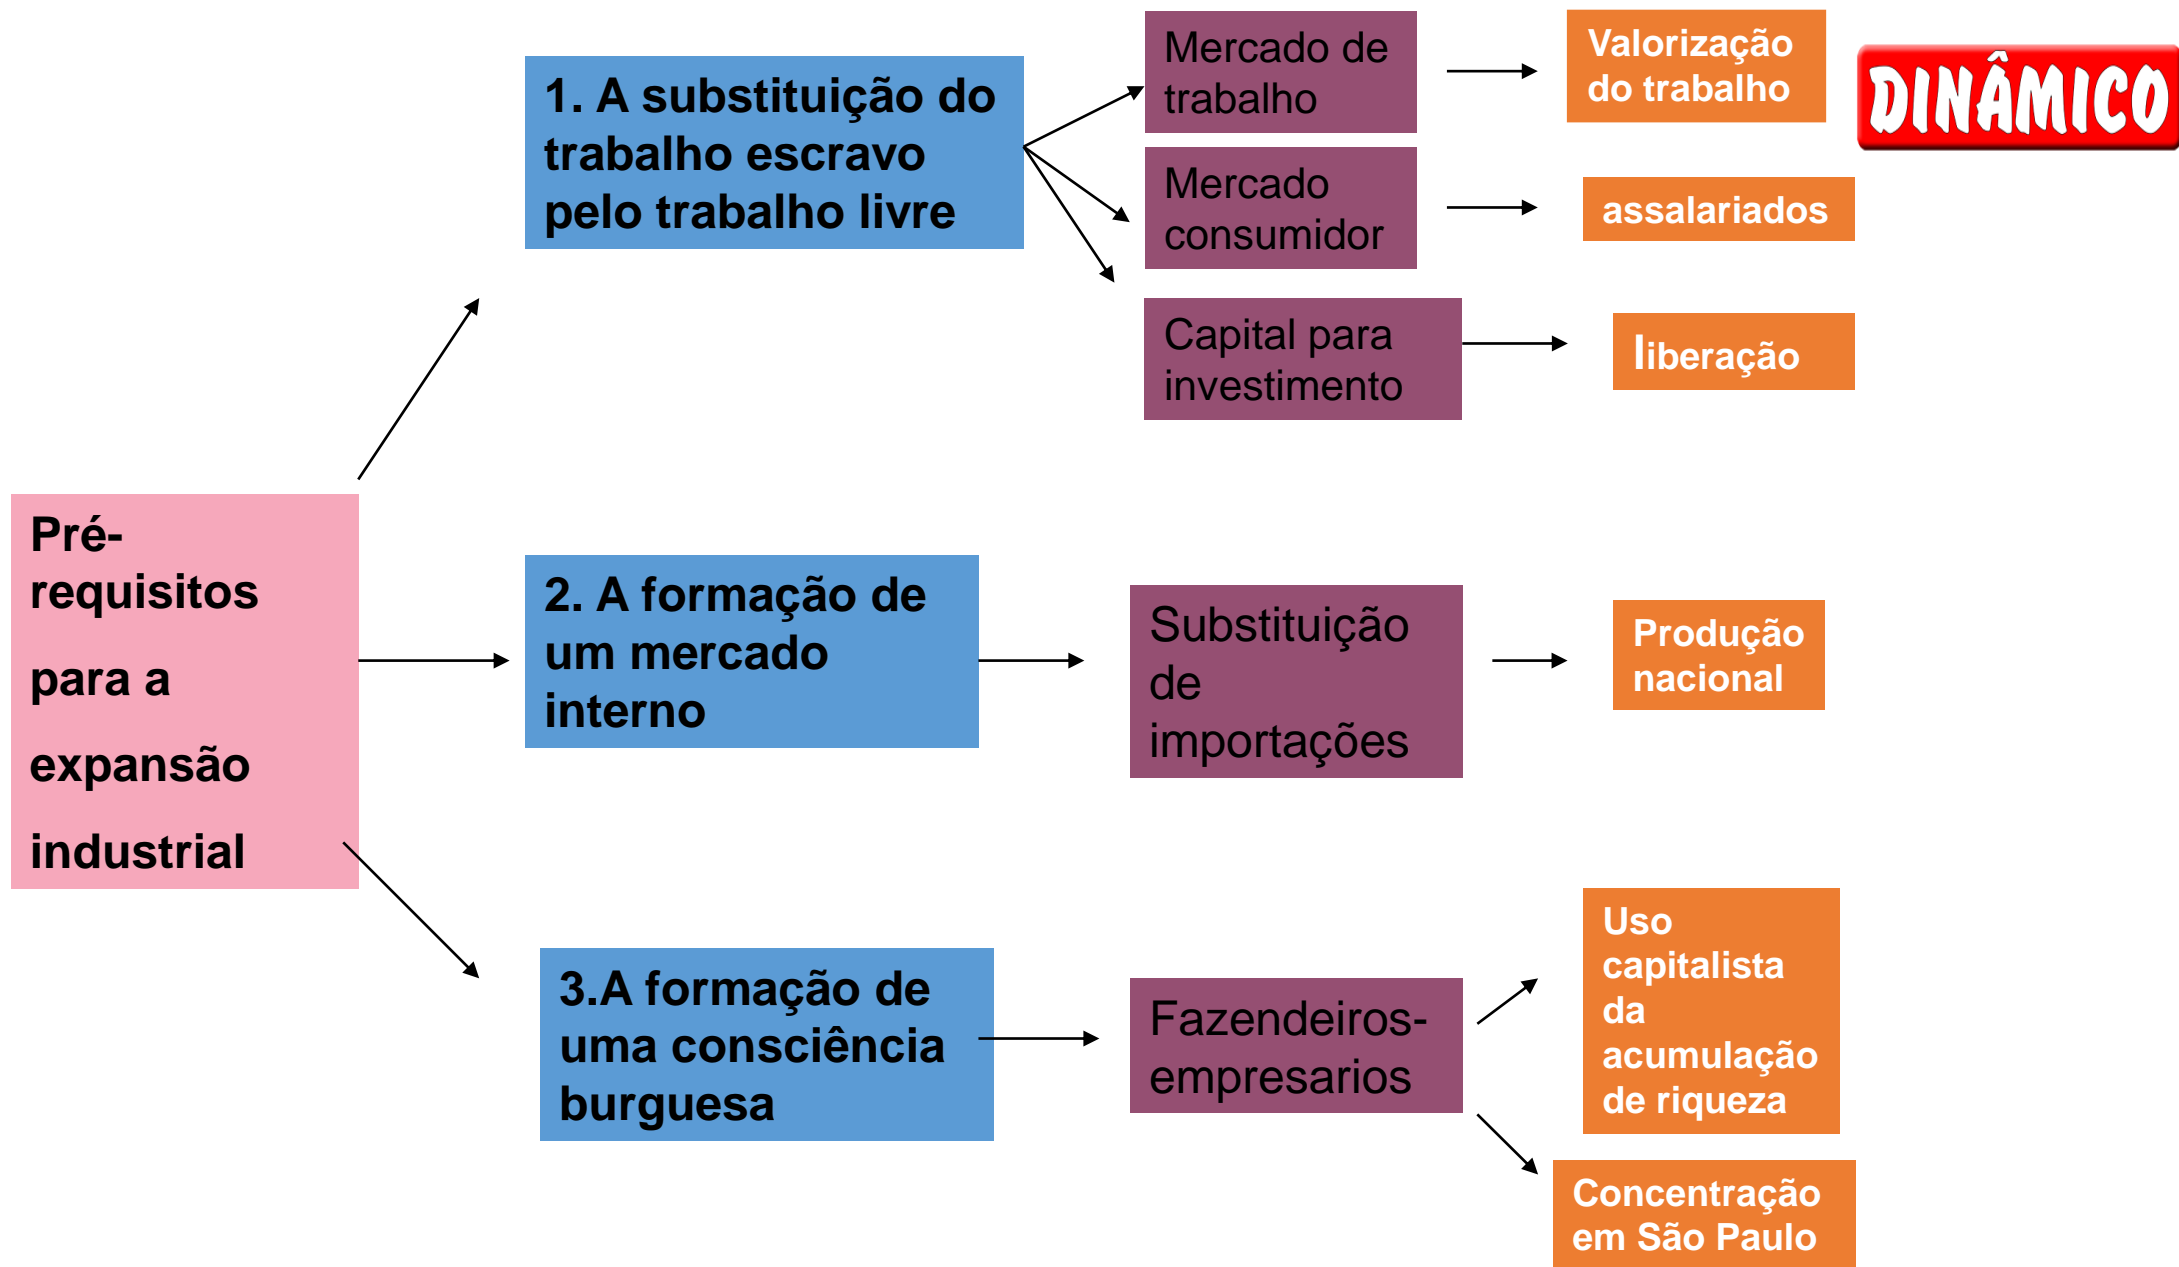 Pré-
requisitos
para a
expansão
industrial
1. A substituição do
trabalho escravo
pelo trabalho livre
Mercado de
trabalho
Valorização
do trabalho
DINÂMICO
Mercado
consumidor
assalariados
Capital para
investimento
liberação
2. A formação de
um mercado
interno
Substituição
de
importações
Produção
nacional
3.A formação de
uma consciência
burguesa
Fazendeiros-
empresarios
Uso
capitalista
da
acumulação
de riqueza
Concentração
em São Paulo